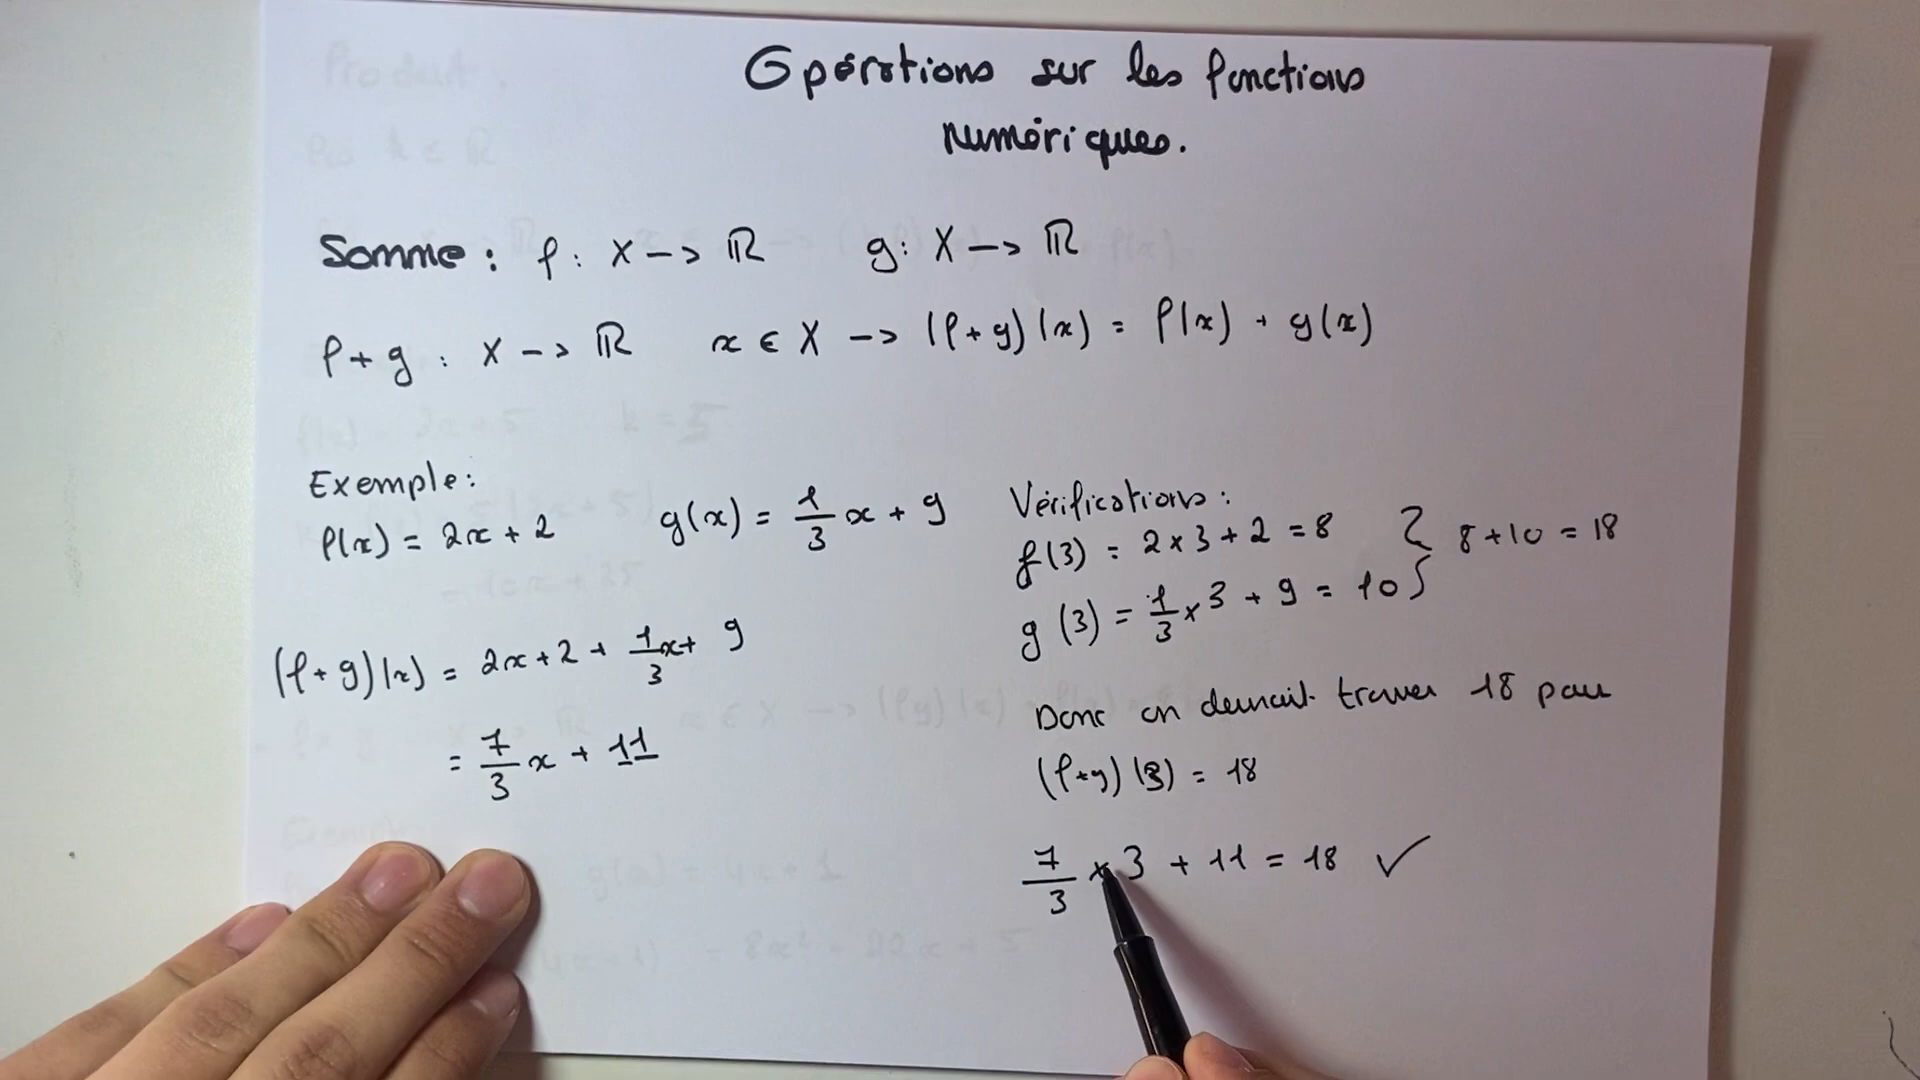 Opérations sur les fonctions
numériques.
Somme : f : X -> ℝ g : X -> ℝ
f + g : X -> ℝ x ∈ X -> (f+g)(x) = f(x) + g(x)
Exemple :
f(x) = 2x + 2 g(x) = 1/3 x + 9
(f+g)(x) = 2x + 2 + 1/3 x + 9
= 7/3 x + 11
Vérifications :
f(3) = 2 x 3 + 2 = 8
g(3) = 1/3 x 3 + 9 = 10
} 8 + 10 = 18
Donc on devrait trouver 18 pour
(f+g)(3) = 18
7/3 x 3 + 11 = 18 ✓